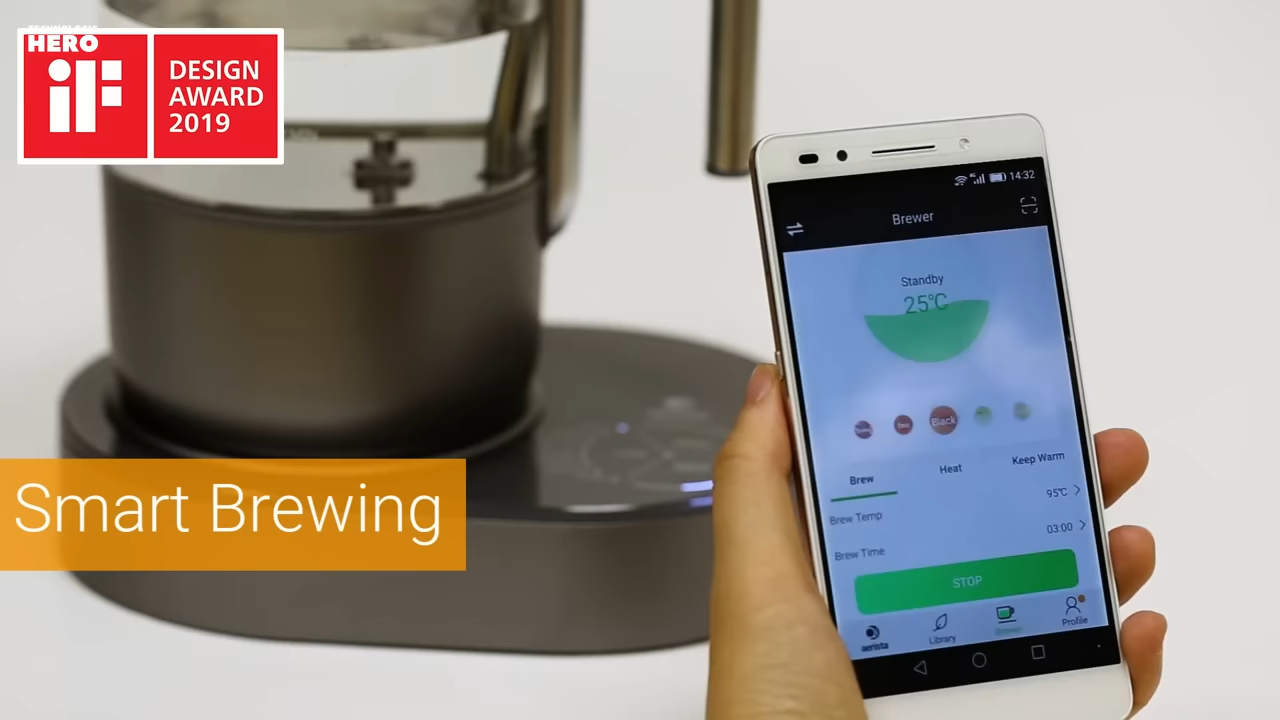 HERO
iF
DESIGN
AWARD
2019
14:32
Brewer
Standby
25°C
Black
Brew
Heat
Keep Warm
Brew Temp
95°C
Brew Time
03:00
STOP
aerista
Library
Brewer
Profile
Smart Brewing